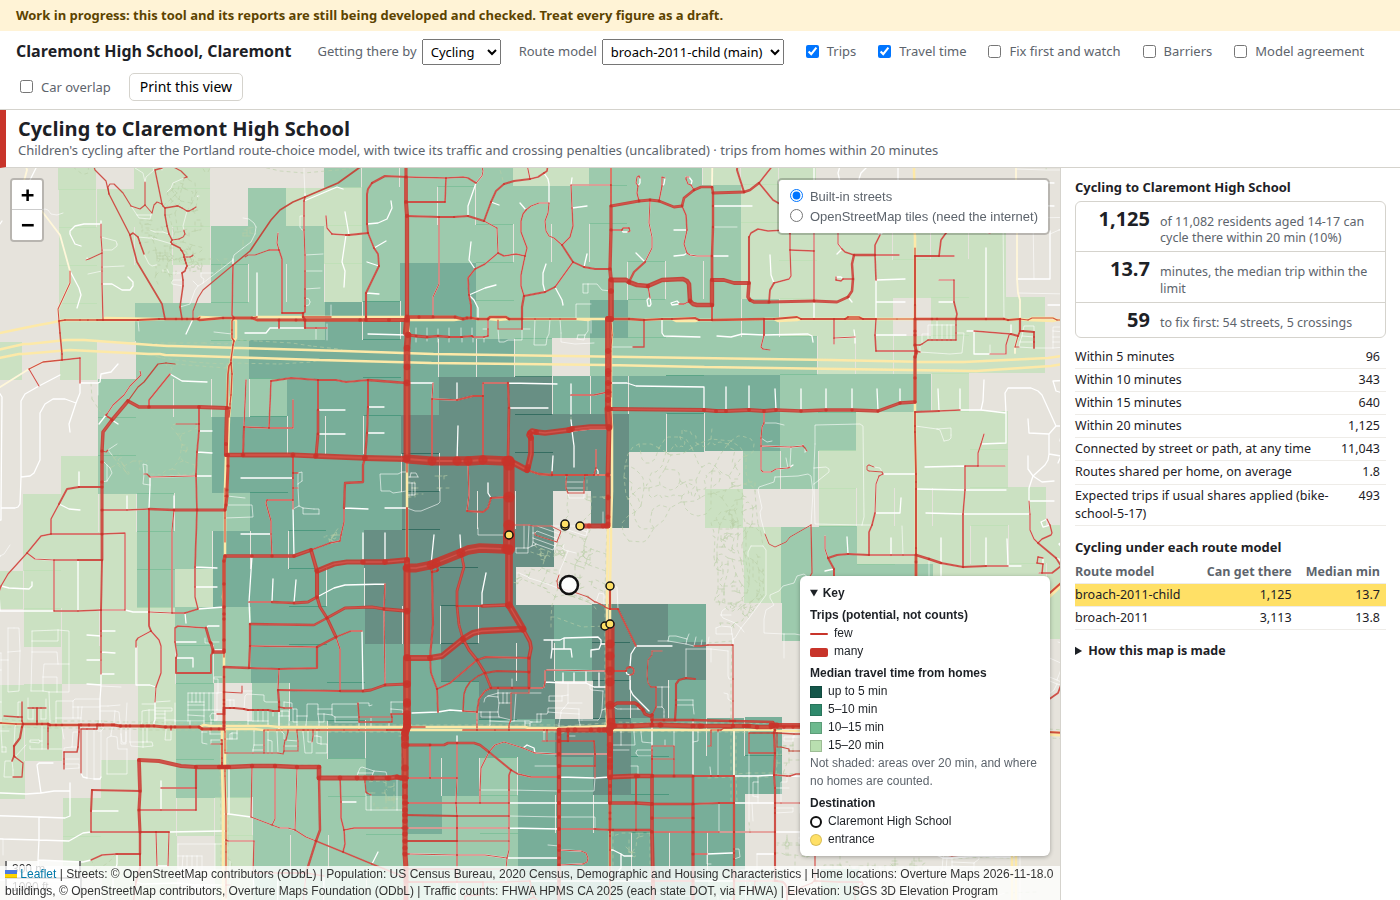 Work in progress: this tool and its reports are still being developed and checked. Treat every figure as a draft.
Claremont High School, Claremont
Getting there by Cycling
Route model broach-2011-child (main)
Trips
Travel time
Fix first and watch
Barriers
Model agreement
Car overlap
Print this view
Cycling to Claremont High School
Children's cycling after the Portland route-choice model, with twice its traffic and crossing penalties (uncalibrated) · trips from homes within 20 minutes
+
−
Built-in streets
OpenStreetMap tiles (need the internet)
▼ Key
Trips (potential, not counts)
few
many
Median travel time from homes
up to 5 min
5–10 min
10–15 min
15–20 min
Not shaded: areas over 20 min, and where
no homes are counted.
Destination
Claremont High School
entrance
Leaflet | Streets: © OpenStreetMap contributors (ODbL) | Population: US Census Bureau, 2020 Census, Demographic and Housing Characteristics | Home locations: Overture Maps 2026-11-18.0
buildings, © OpenStreetMap contributors, Overture Maps Foundation (ODbL) | Traffic counts: FHWA HPMS CA 2025 (each state DOT, via FHWA) | Elevation: USGS 3D Elevation Program
Cycling to Claremont High School
1,125 of 11,082 residents aged 14-17 can
cycle there within 20 min (10%)
13.7 minutes, the median trip within the
limit
59 to fix first: 54 streets, 5 crossings
Within 5 minutes 96
Within 10 minutes 343
Within 15 minutes 640
Within 20 minutes 1,125
Connected by street or path, at any time 11,043
Routes shared per home, on average 1.8
Expected trips if usual shares applied (bike- 493
school-5-17)
Cycling under each route model
Route model Can get there Median min
broach-2011-child 1,125 13.7
broach-2011 3,113 13.8
▶ How this map is made